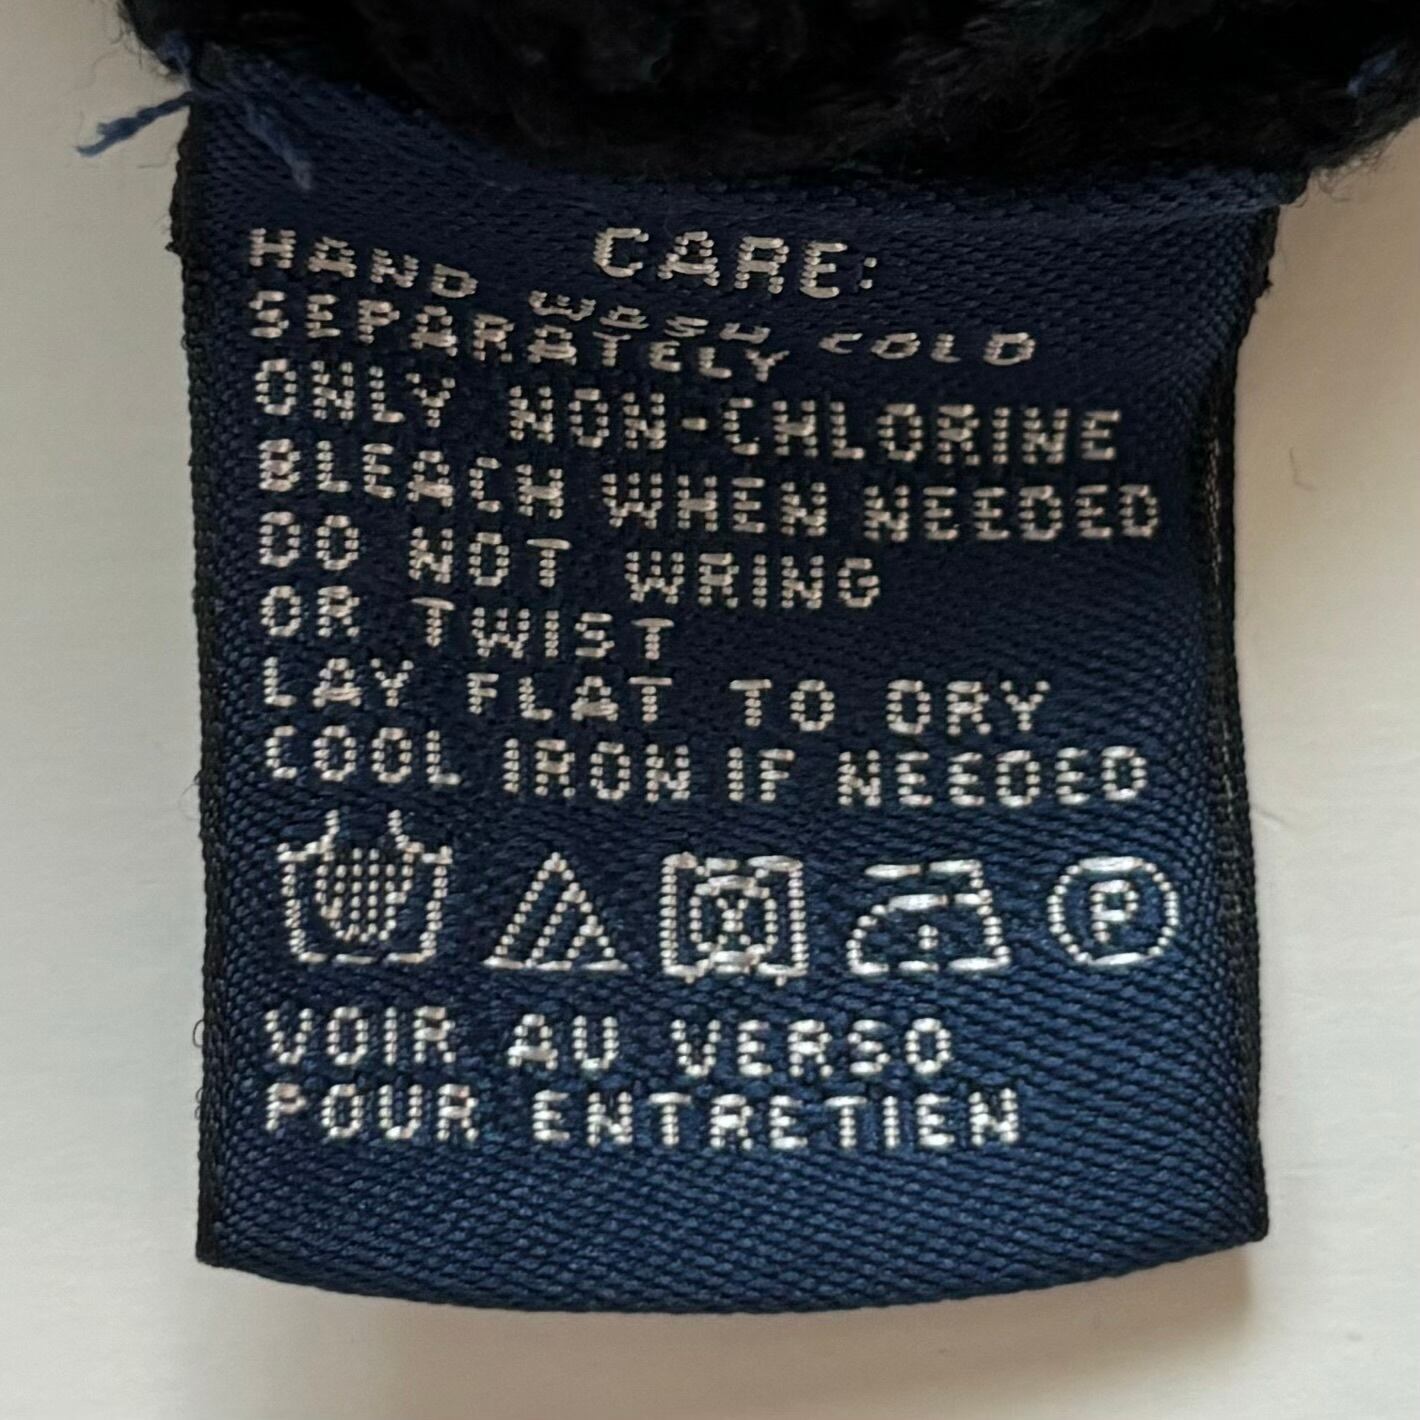 CARE:
HAND WASH COLD
SEPARATELY
ONLY NON-CHLORINE
BLEACH WHEN NEEDED
DO NOT WRING
OR TWIST
LAY FLAT TO DRY
COOL IRON IF NEEDED
P
VOIR AU VERSO
POUR ENTRETIEN